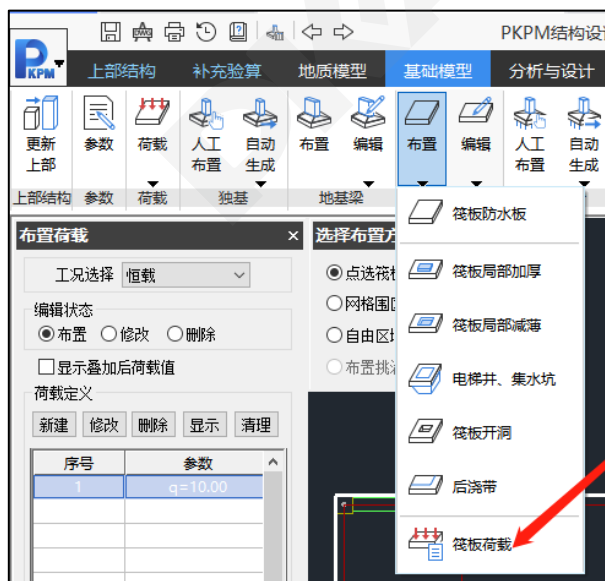 PKPM结构设
PKPM
上部结构 补充验算 地质模型 基础模型 分析与设计
更新上部 参数 荷载 人工布置 自动生成 布置 编辑 布置 编辑 人工布置 自动生成
上部结构 参数 荷载 独基 地基梁
布置荷载 × 选择布置方
工况选择 恒载
编辑状态
布置 修改 删除
显示叠加后荷载值
荷载定义
新建 修改 删除 显示 清理
序号 参数
1 q=10.00
点选筏板
网格围区
自由区域
布置挑
筏板防水板
筏板局部加厚
筏板局部减薄
电梯井、集水坑
筏板开洞
后浇带
筏板荷载